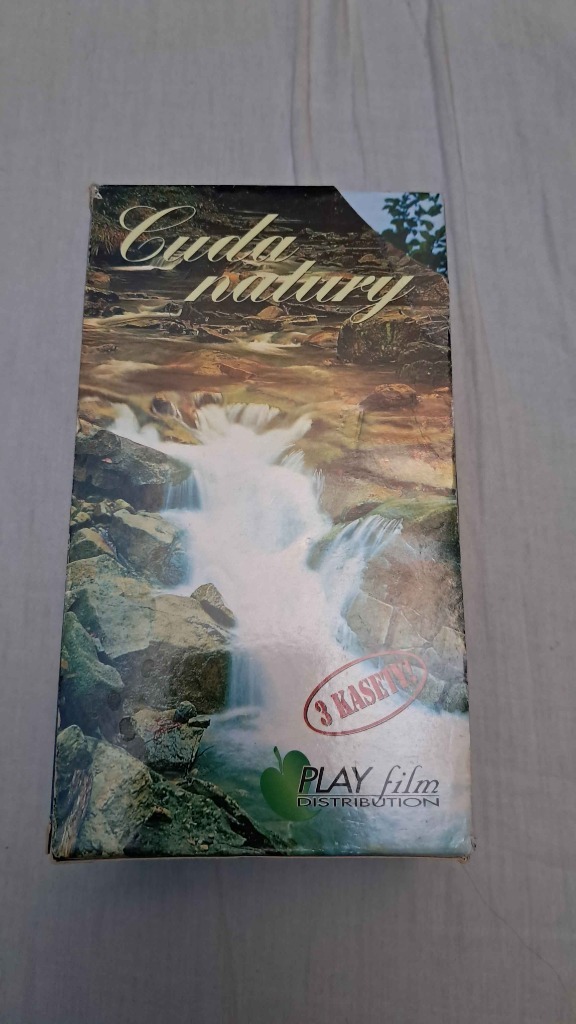 Cuda
natury
3 KASETY
PLAY film
DISTRIBUTION